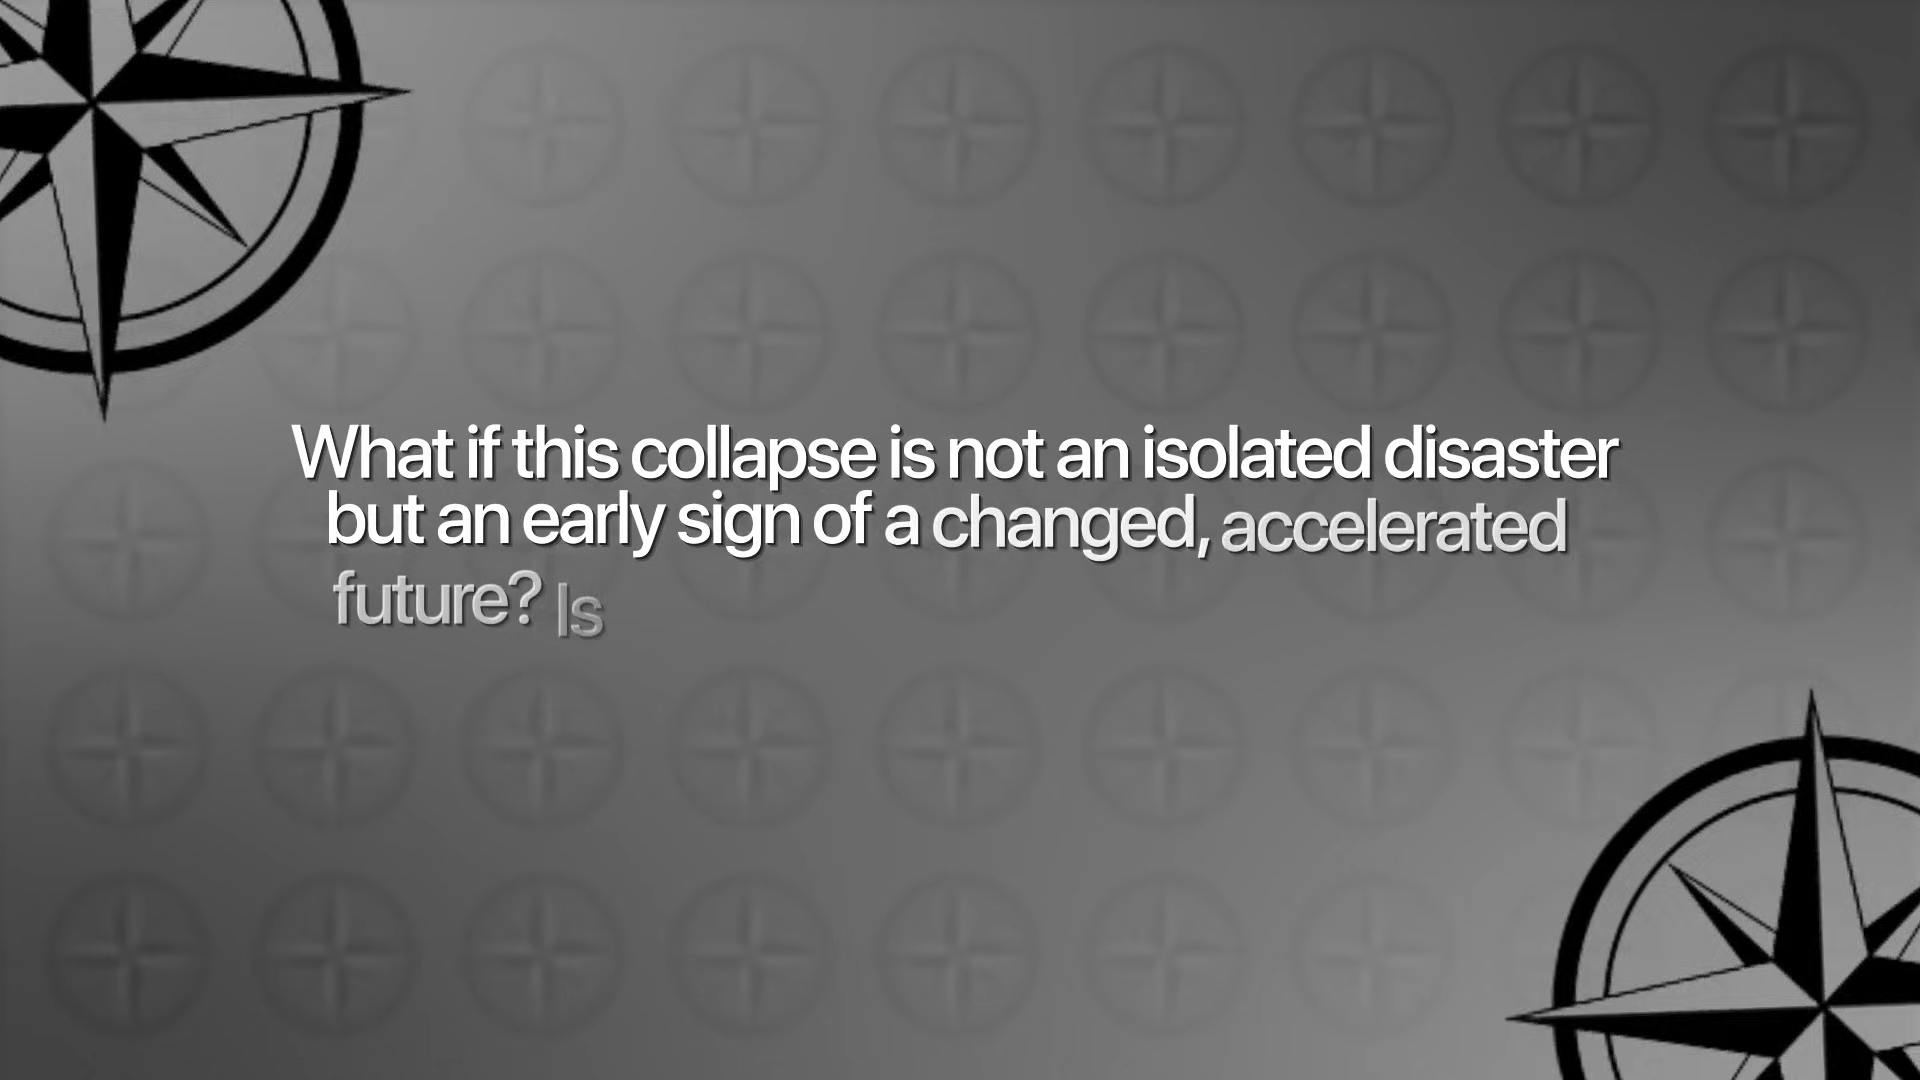 What if this collapse is not an isolated disaster
but an early sign of a changed, accelerated
future? Is